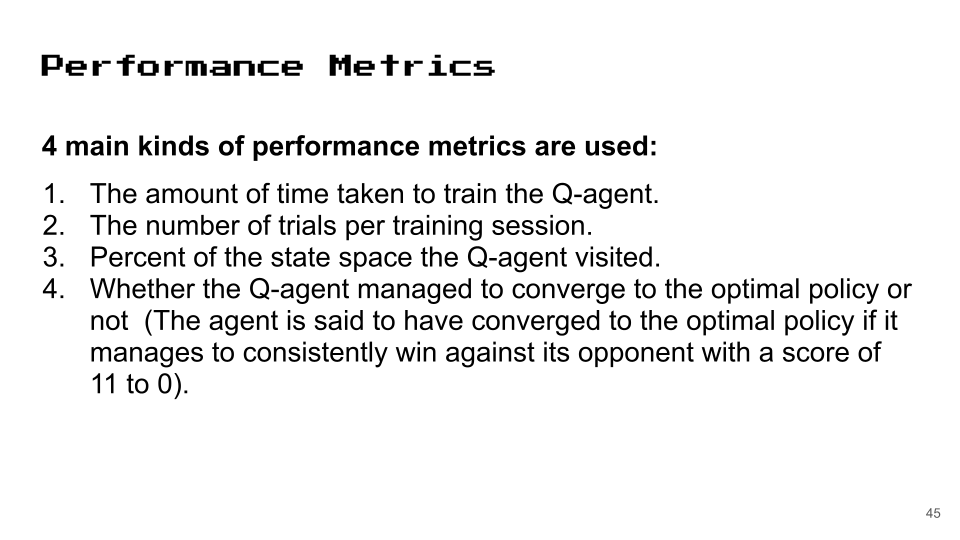 Performance Metrics
4 main kinds of performance metrics are used:
1. The amount of time taken to train the Q-agent.
2. The number of trials per training session.
3. Percent of the state space the Q-agent visited.
4. Whether the Q-agent managed to converge to the optimal policy or
not  (The agent is said to have converged to the optimal policy if it
manages to consistently win against its opponent with a score of
11 to 0).
45